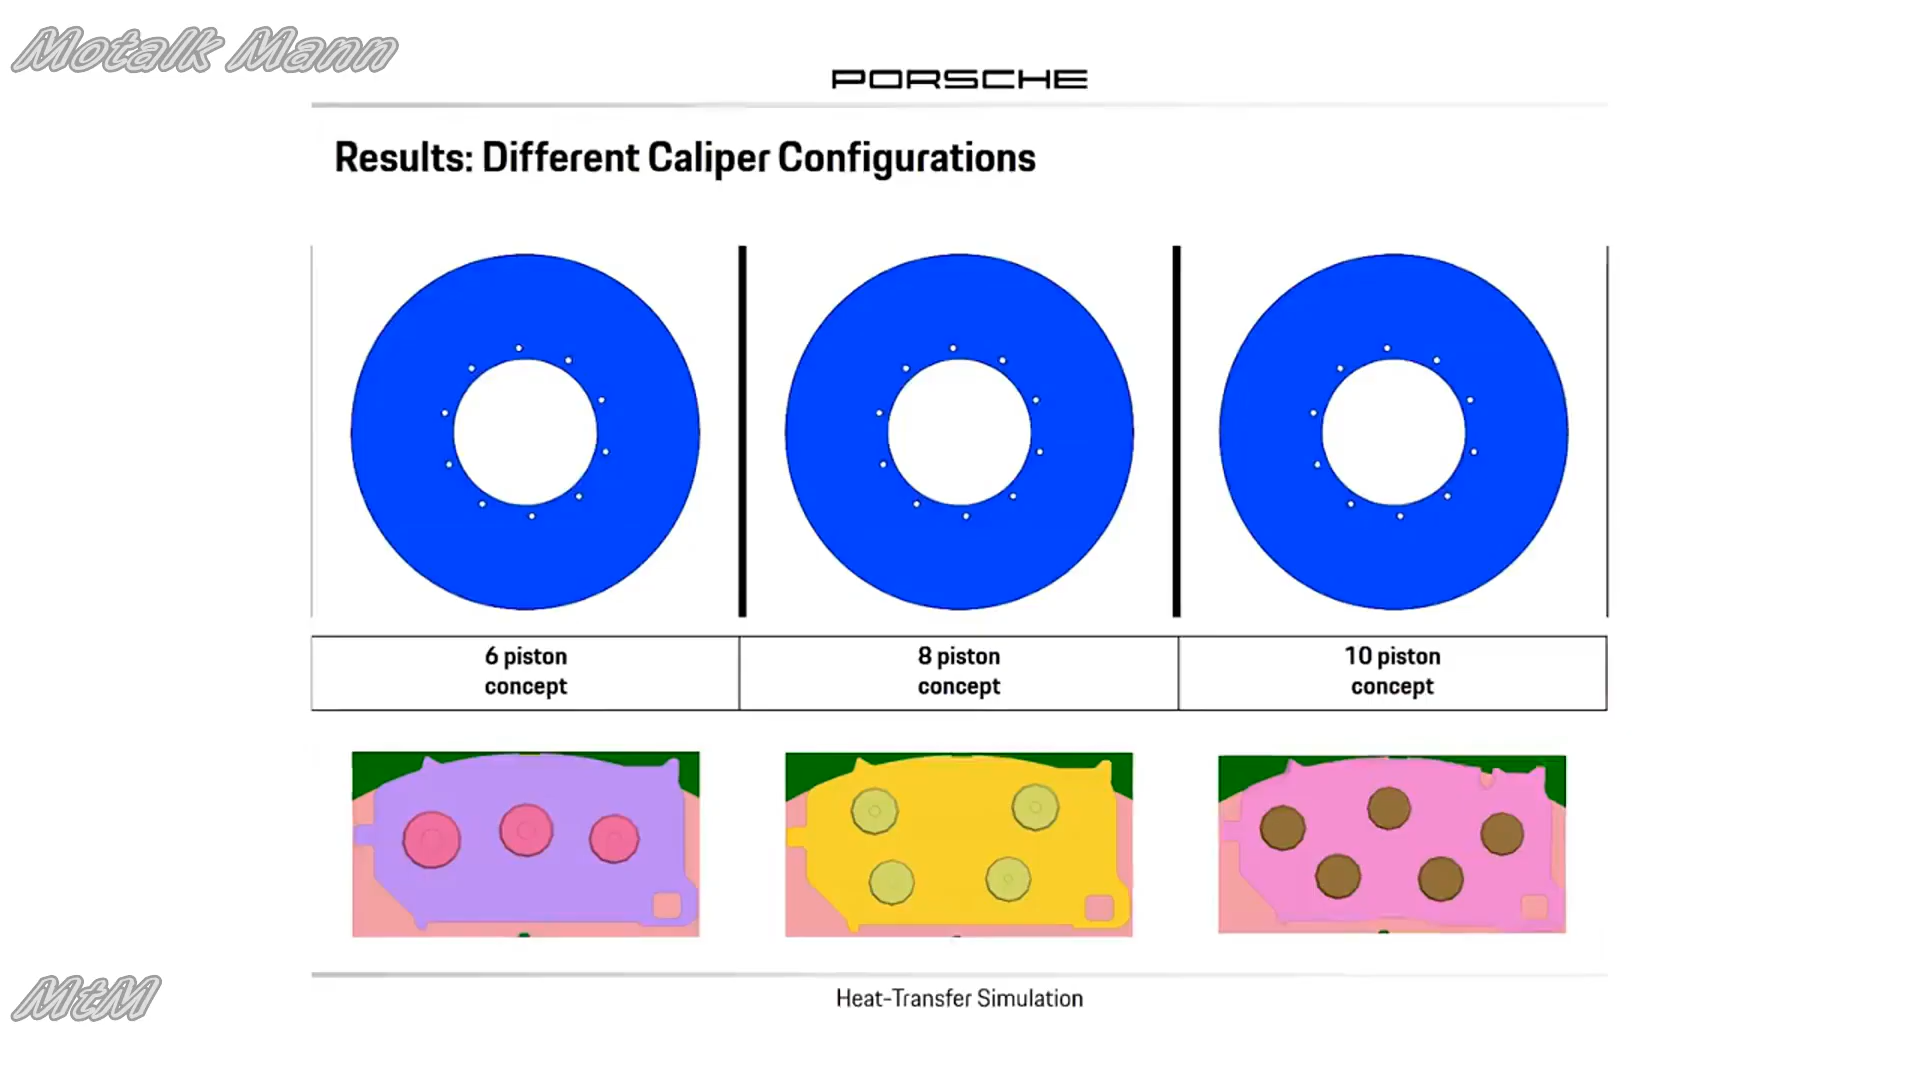 Motalk Mann
PORSCHE
Results: Different Caliper Configurations
6 piston
concept
8 piston
concept
10 piston
concept
MtM
Heat-Transfer Simulation